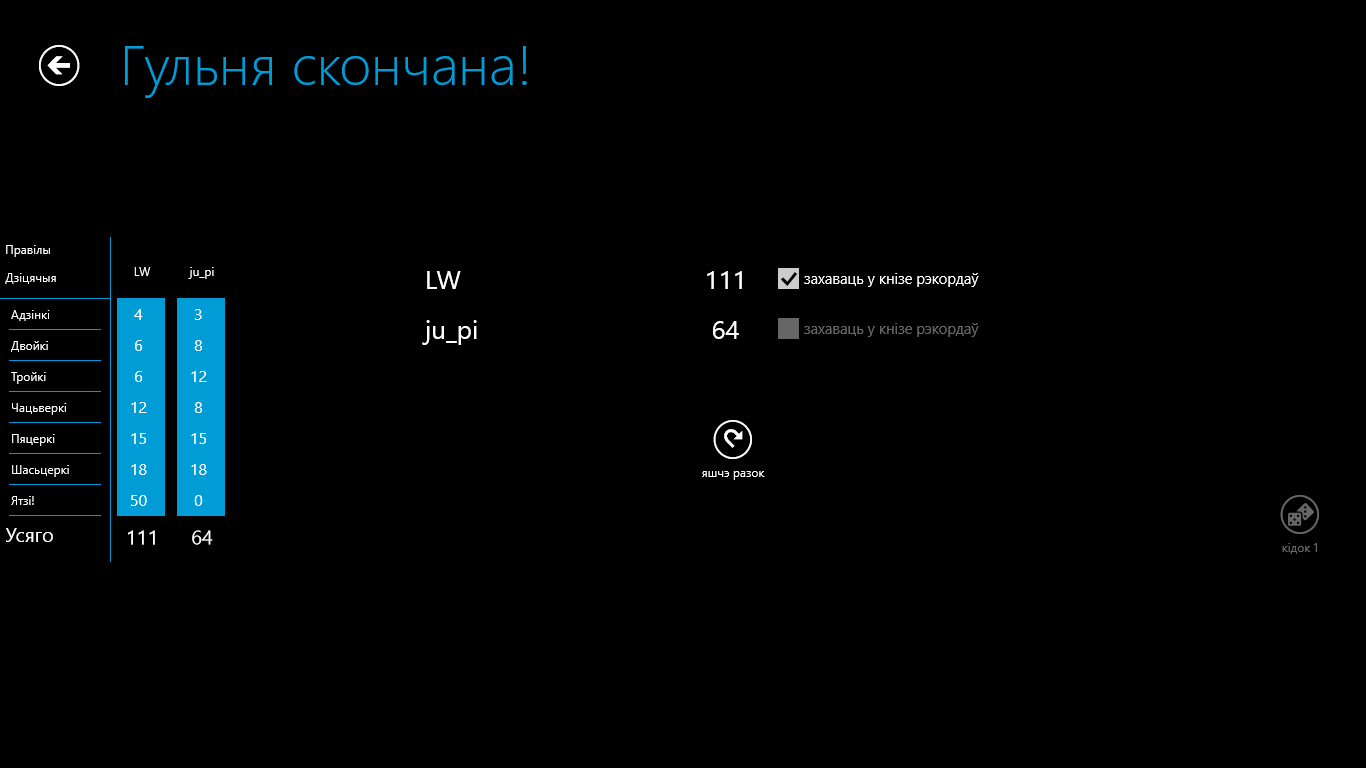 Гульня скончана!
Правілы
Дзіцячыя
LW ju_pi
Адзінкі 4 3
Двойкі 6 8
Тройкі 6 12
Чацьверкі 12 8
Пяцеркі 15 15
Шасьцеркі 18 18
Ятзі! 50 0
Усяго 111 64
LW 111 захаваць у кнізе рэкордаў
ju_pi 64 захаваць у кнізе рэкордаў
яшчэ разок
кідок 1